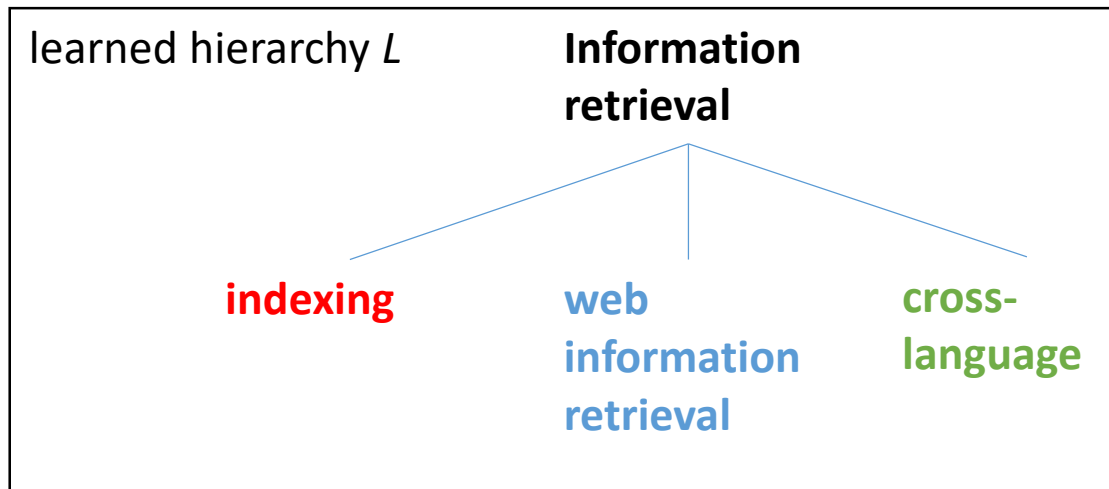 learned hierarchy L
Information
retrieval
indexing
web
information
retrieval
cross-
language